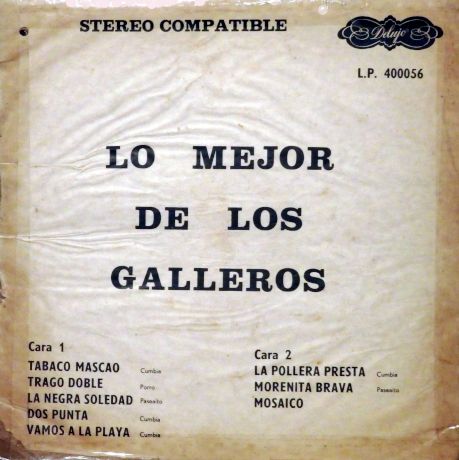 STEREO COMPATIBLE
Delujo
L.P. 400056
LO MEJOR
DE LOS
GALLEROS
Cara 1
TABACO MASCAO Cumbia
TRAGO DOBLE Porro
LA NEGRA SOLEDAD Paseaito
DOS PUNTA Cumbia
VAMOS A LA PLAYA Cumbia
Cara 2
LA POLLERA PRESTA Cumbia
MORENITA BRAVA Paseaito
MOSAICO